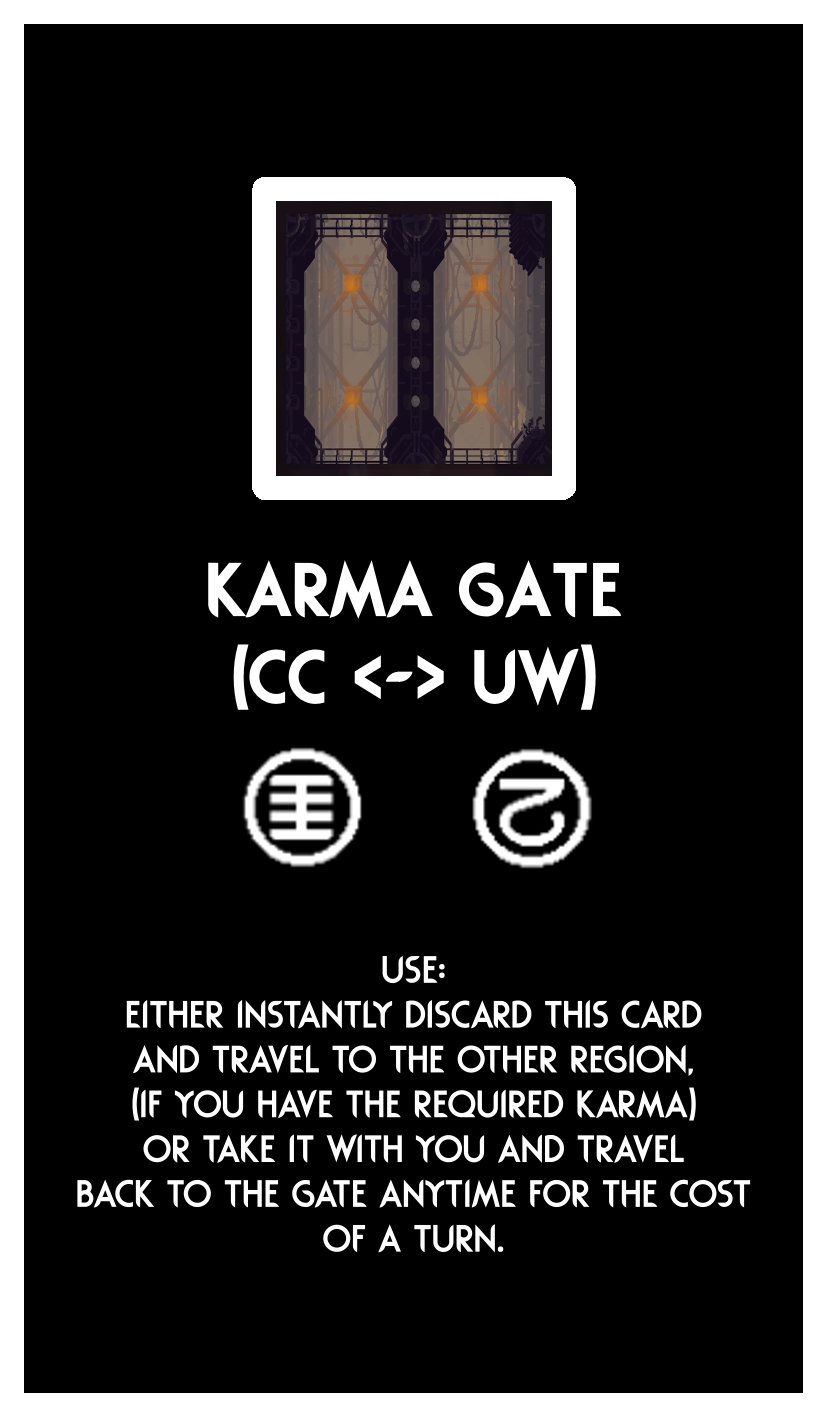 KARMA GATE
(CC <-> UW)
USE:
EITHER INSTANTLY DISCARD THIS CARD
AND TRAVEL TO THE OTHER REGION,
(IF YOU HAVE THE REQUIRED KARMA)
OR TAKE IT WITH YOU AND TRAVEL
BACK TO THE GATE ANYTIME FOR THE COST
OF A TURN.